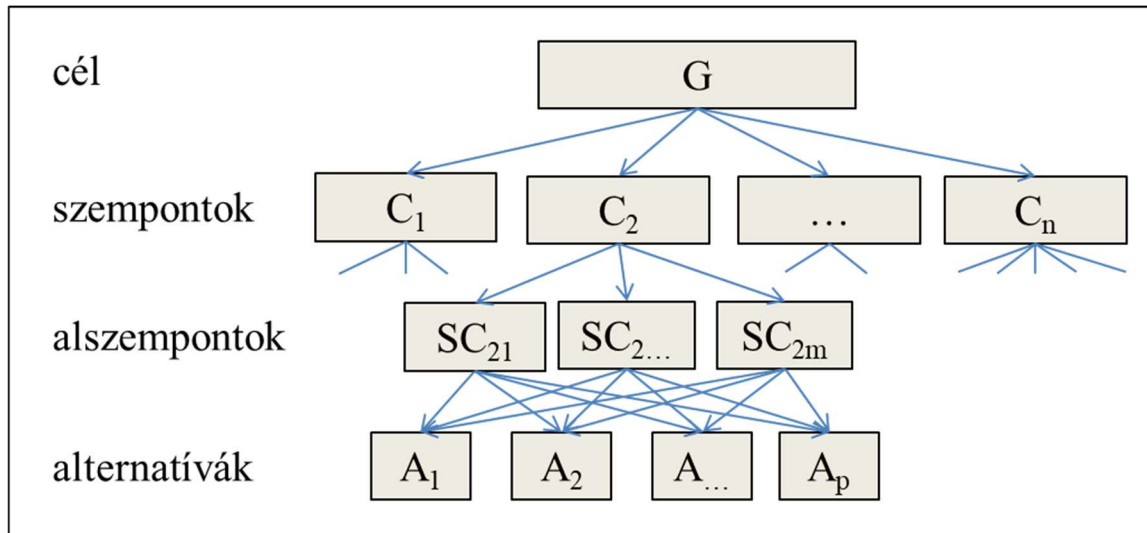 cél G
szempontok C₁ C₂ … Cₙ
alszempontok SC₂₁ SC₂… SC₂ₘ
alternatívák A₁ A₂ A… Aₚ